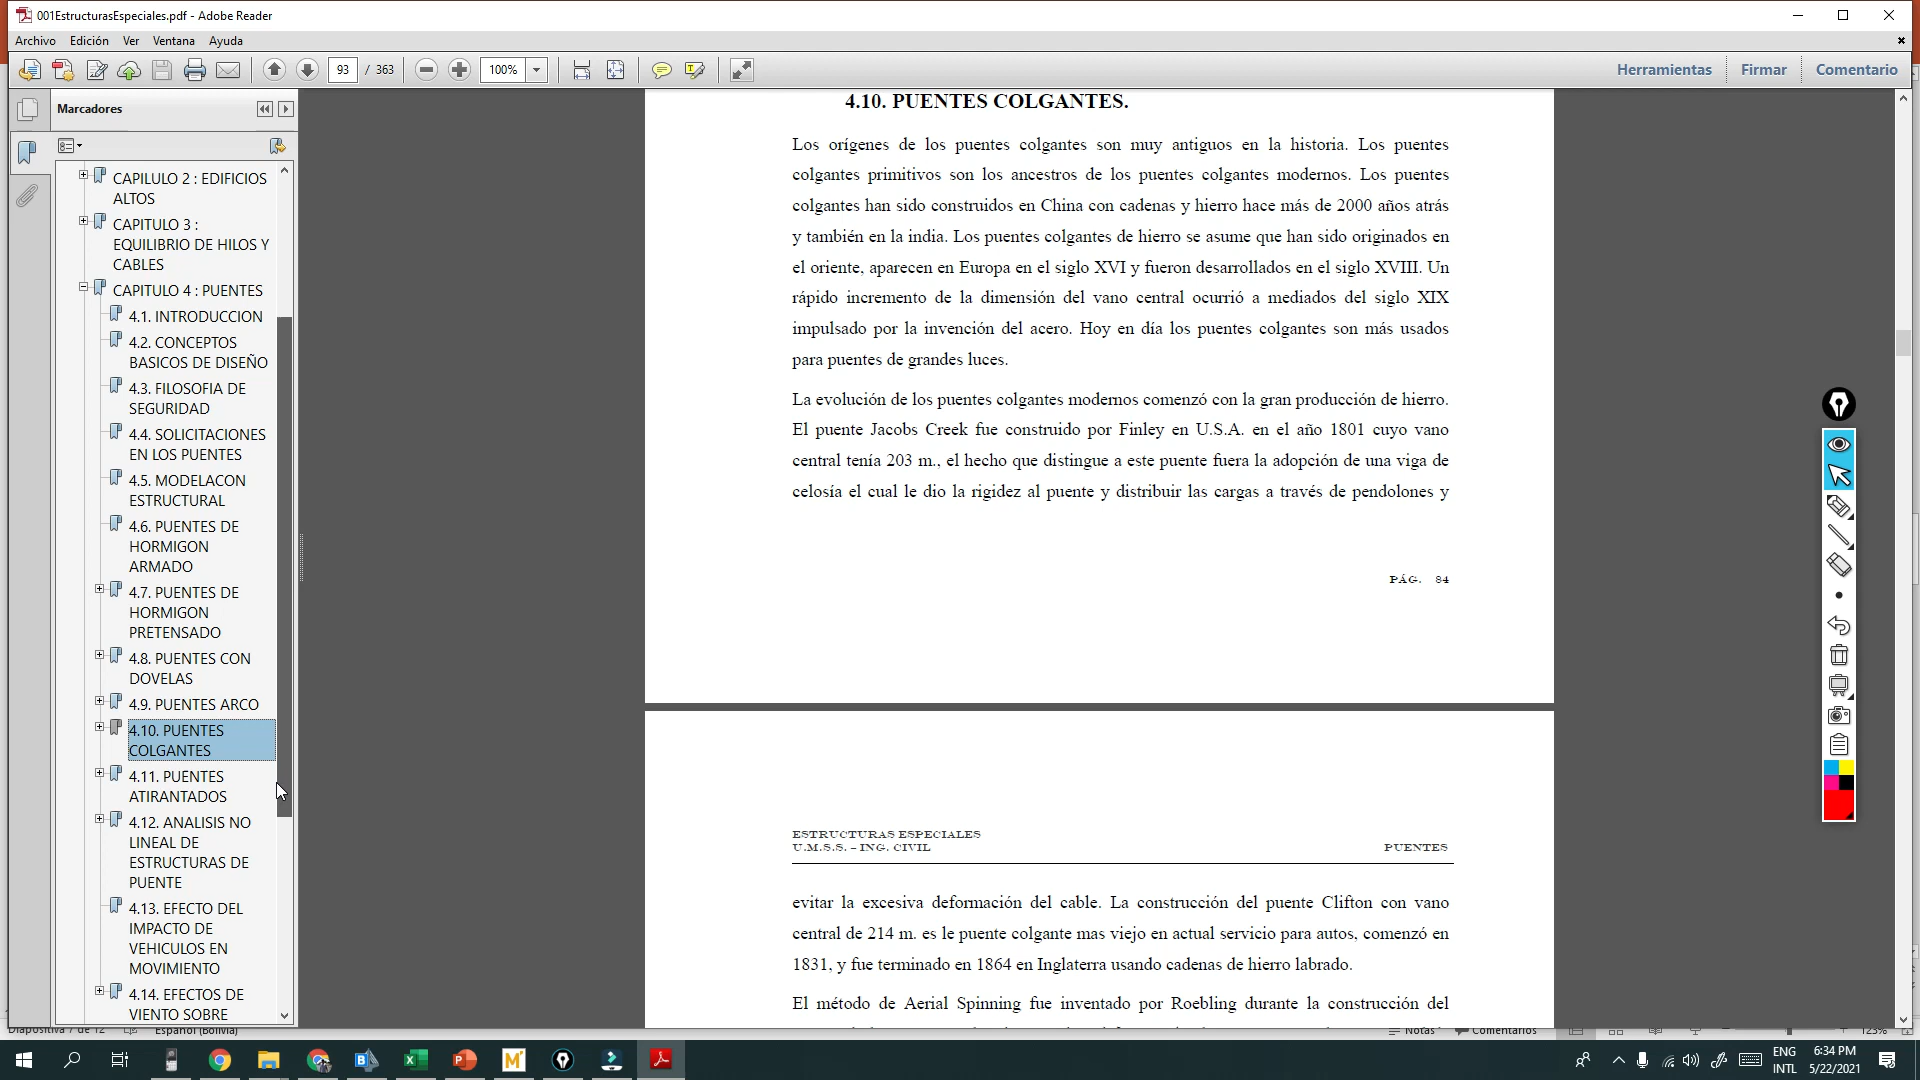 001EstructurasEspeciales.pdf - Adobe Reader
Archivo Edición Ver Ventana Ayuda
93 / 363 100% Herramientas Firmar Comentario
Marcadores
CAPILULO 2 : EDIFICIOS
ALTOS
CAPITULO 3 :
EQUILIBRIO DE HILOS Y
CABLES
CAPITULO 4 : PUENTES
4.1. INTRODUCCION
4.2. CONCEPTOS
BASICOS DE DISEÑO
4.3. FILOSOFIA DE
SEGURIDAD
4.4. SOLICITACIONES
EN LOS PUENTES
4.5. MODELACON
ESTRUCTURAL
4.6. PUENTES DE
HORMIGON
ARMADO
4.7. PUENTES DE
HORMIGON
PRETENSADO
4.8. PUENTES CON
DOVELAS
4.9. PUENTES ARCO
4.10. PUENTES
COLGANTES
4.11. PUENTES
ATIRANTADOS
4.12. ANALISIS NO
LINEAL DE
ESTRUCTURAS DE
PUENTE
4.13. EFECTO DEL
IMPACTO DE
VEHICULOS EN
MOVIMIENTO
4.14. EFECTOS DE
VIENTO SOBRE
4.10. PUENTES COLGANTES.
Los orígenes de los puentes colgantes son muy antiguos en la historia. Los puentes
colgantes primitivos son los ancestros de los puentes colgantes modernos. Los puentes
colgantes han sido construidos en China con cadenas y hierro hace más de 2000 años atrás
y también en la india. Los puentes colgantes de hierro se asume que han sido originados en
el oriente, aparecen en Europa en el siglo XVI y fueron desarrollados en el siglo XVIII. Un
rápido incremento de la dimensión del vano central ocurrió a mediados del siglo XIX
impulsado por la invención del acero. Hoy en día los puentes colgantes son más usados
para puentes de grandes luces.
La evolución de los puentes colgantes modernos comenzó con la gran producción de hierro.
El puente Jacobs Creek fue construido por Finley en U.S.A. en el año 1801 cuyo vano
central tenía 203 m., el hecho que distingue a este puente fuera la adopción de una viga de
celosía el cual le dio la rigidez al puente y distribuir las cargas a través de pendolones y
PÁG. 84
ESTRUCTURAS ESPECIALES
U.M.S.S. – ING. CIVIL PUENTES
evitar la excesiva deformación del cable. La construcción del puente Clifton con vano
central de 214 m. es le puente colgante mas viejo en actual servicio para autos, comenzó en
1831, y fue terminado en 1864 en Inglaterra usando cadenas de hierro labrado.
El método de Aerial Spinning fue inventado por Roebling durante la construcción del
Diapositiva 7 de 12 Español (Bolivia) Notas Comentarios 123%
ENG 6:34 PM
INTL 5/22/2021